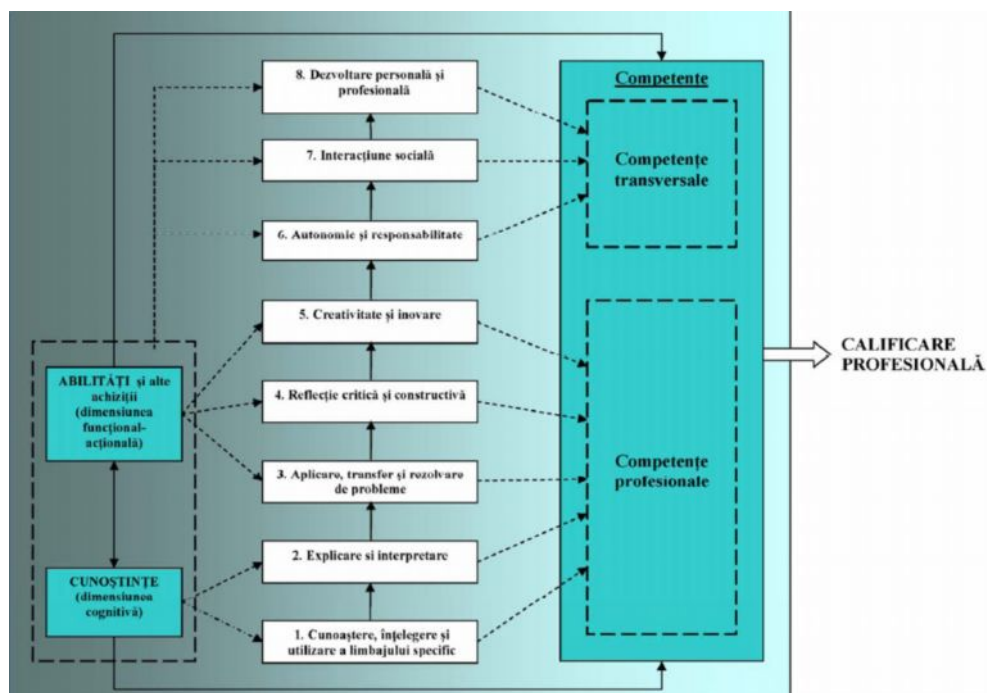 8. Dezvoltare personală și
profesională
7. Interacțiune socială
6. Autonomie și responsabilitate
5. Creativitate și inovare
4. Reflecție critică și constructivă
3. Aplicare, transfer și rezolvare
de probleme
2. Explicare si interpretare
1. Cunoaștere, înțelegere și
utilizare a limbajului specific
ABILITĂȚI și alte
achiziții
(dimensiunea
funcțional-
acțională)
CUNOȘTINȚE
(dimensiunea
cognitivă)
Competențe
Competențe
transversale
Competențe
profesionale
CALIFICARE
PROFESIONALĂ